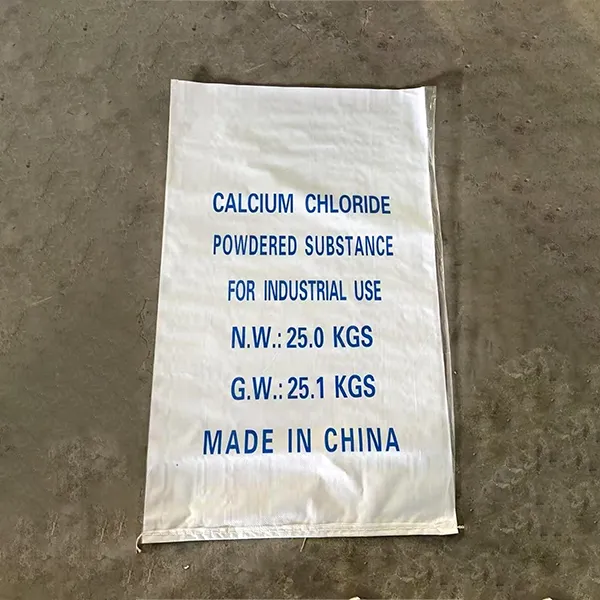 CALCIUM CHLORIDE
POWDERED SUBSTANCE
FOR INDUSTRIAL USE
N.W.: 25.0 KGS
G.W.: 25.1 KGS
MADE IN CHINA